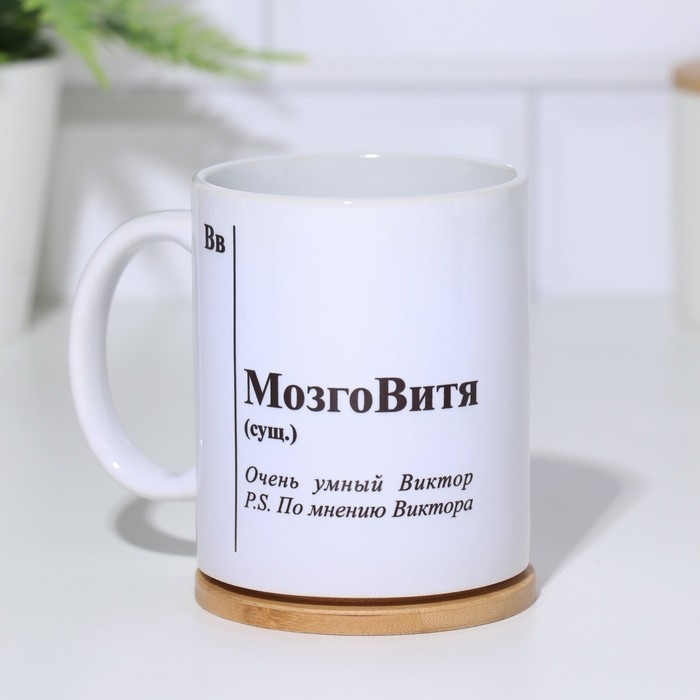 Вв
МозгоВитя
(сущ.)
Очень умный Виктор
P.S. По мнению Виктора